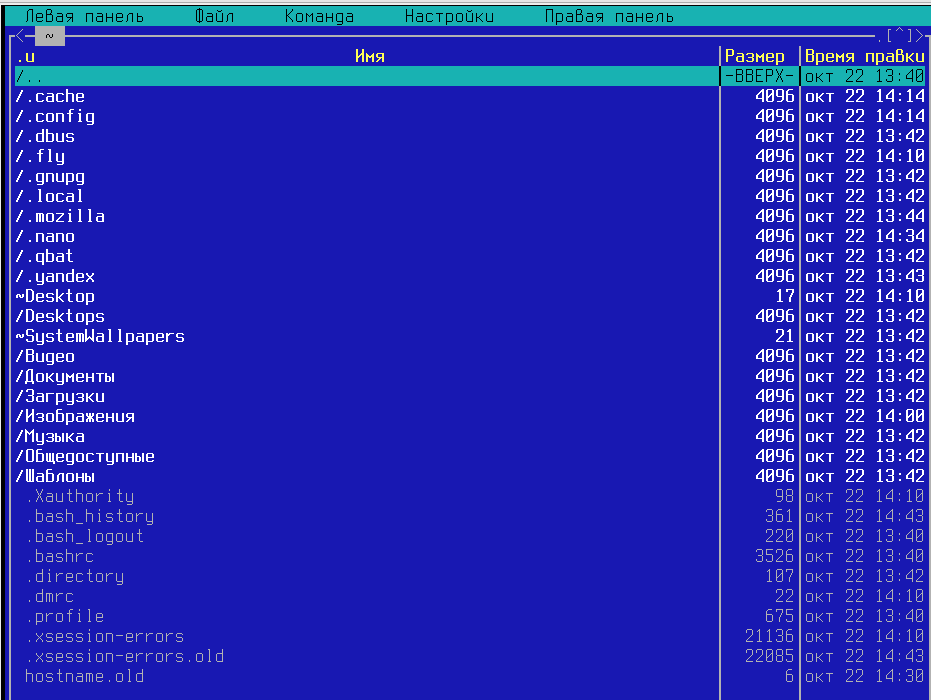 Левая панель Файл Команда Настройки Правая панель
<- ~ .[^]>
.и Имя Размер Время правки
/.. -ВВЕРХ- окт 22 13:40
/.cache 4096 окт 22 14:14
/.config 4096 окт 22 14:14
/.dbus 4096 окт 22 13:42
/.fly 4096 окт 22 14:10
/.gnupg 4096 окт 22 13:42
/.local 4096 окт 22 13:42
/.mozilla 4096 окт 22 13:44
/.nano 4096 окт 22 14:34
/.qbat 4096 окт 22 13:42
/.yandex 4096 окт 22 13:43
~Desktop 17 окт 22 14:10
/Desktops 4096 окт 22 13:42
~SystemWallpapers 21 окт 22 13:42
/Видео 4096 окт 22 13:42
/Документы 4096 окт 22 13:42
/Загрузки 4096 окт 22 13:42
/Изображения 4096 окт 22 14:00
/Музыка 4096 окт 22 13:42
/Общедоступные 4096 окт 22 13:42
/Шаблоны 4096 окт 22 13:42
.Xauthority 98 окт 22 14:10
.bash_history 361 окт 22 14:43
.bash_logout 220 окт 22 13:40
.bashrc 3526 окт 22 13:40
.directory 107 окт 22 13:42
.dmrc 22 окт 22 14:10
.profile 675 окт 22 13:40
.xsession-errors 21136 окт 22 14:10
.xsession-errors.old 22085 окт 22 14:43
hostname.old 6 окт 22 14:30